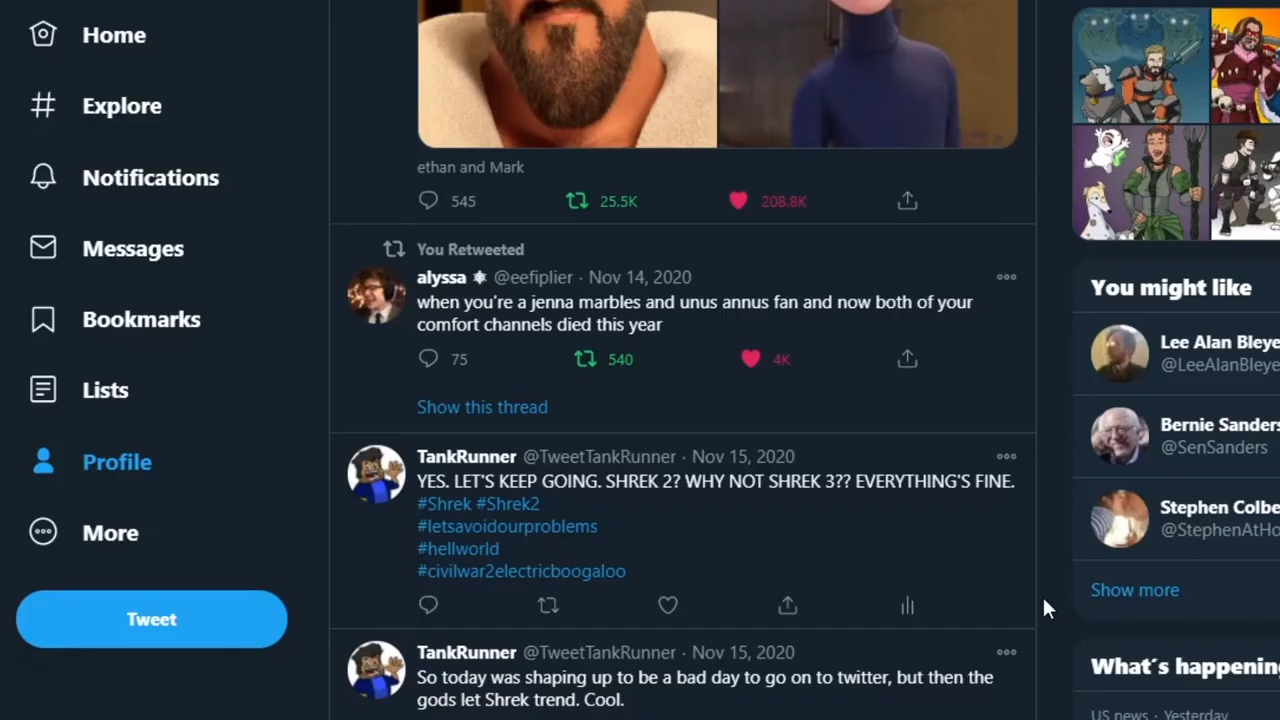 Home
Explore
Notifications
Messages
Bookmarks
Lists
Profile
More
Tweet
ethan and Mark
545 25.5K 208.8K
You Retweeted
alyssa @eefiplier · Nov 14, 2020
when you're a jenna marbles and unus annus fan and now both of your
comfort channels died this year
75 540 4K
Show this thread
TankRunner @TweetTankRunner · Nov 15, 2020
YES. LET'S KEEP GOING. SHREK 2? WHY NOT SHREK 3?? EVERYTHING'S FINE.
#Shrek #Shrek2
#letsavoidourproblems
#hellworld
#civilwar2electricboogaloo
TankRunner @TweetTankRunner · Nov 15, 2020
So today was shaping up to be a bad day to go on to twitter, but then the
gods let Shrek trend. Cool.
You might like
Lee Alan Bleye
@LeeAlanBleye
Bernie Sanders
@SenSanders
Stephen Colbe
@StephenAtHo
Show more
What's happening
US news · Yesterday